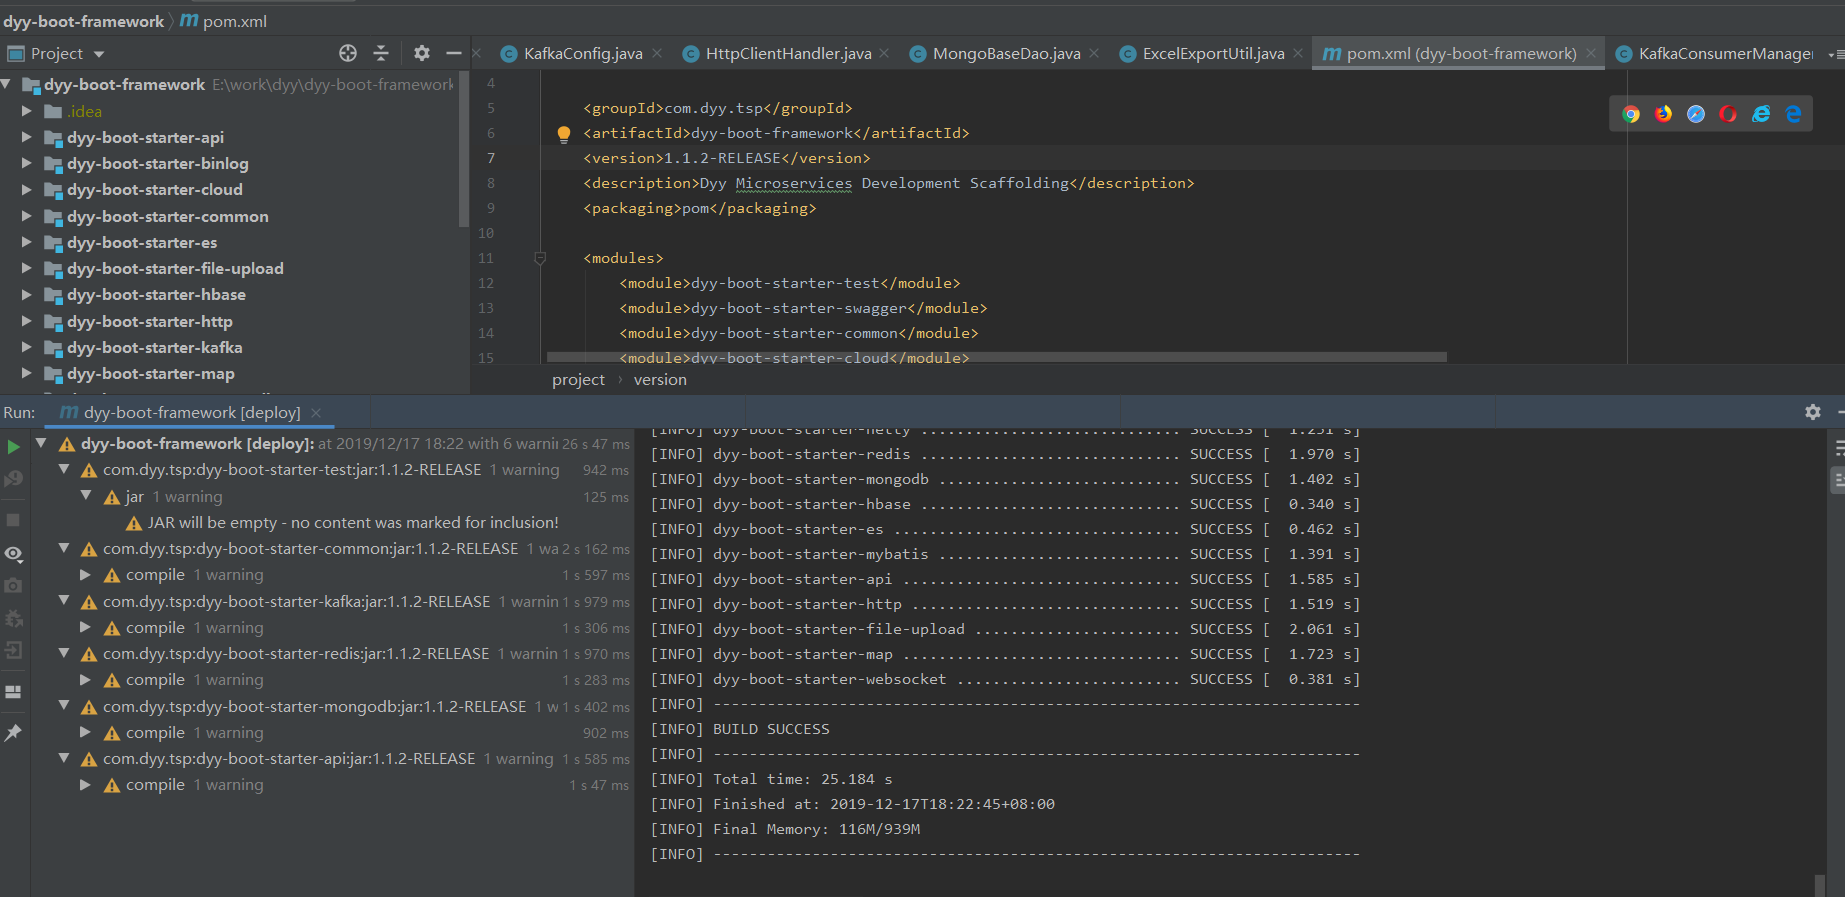 dyy-boot-framework pom.xml
Project
KafkaConfig.java HttpClientHandler.java MongoBaseDao.java ExcelExportUtil.java pom.xml (dyy-boot-framework) KafkaConsumerManager
dyy-boot-framework E:\work\dyy\dyy-boot-framework
.idea
dyy-boot-starter-api
dyy-boot-starter-binlog
dyy-boot-starter-cloud
dyy-boot-starter-common
dyy-boot-starter-es
dyy-boot-starter-file-upload
dyy-boot-starter-hbase
dyy-boot-starter-http
dyy-boot-starter-kafka
dyy-boot-starter-map
4
5 <groupId>com.dyy.tsp</groupId>
6 <artifactId>dyy-boot-framework</artifactId>
7 <version>1.1.2-RELEASE</version>
8 <description>Dyy Microservices Development Scaffolding</description>
9 <packaging>pom</packaging>
10
11 <modules>
12 <module>dyy-boot-starter-test</module>
13 <module>dyy-boot-starter-swagger</module>
14 <module>dyy-boot-starter-common</module>
15 <module>dyy-boot-starter-cloud</module>
project › version
Run: dyy-boot-framework [deploy]
dyy-boot-framework [deploy]: at 2019/12/17 18:22 with 6 warnin 26 s 47 ms
com.dyy.tsp:dyy-boot-starter-test:jar:1.1.2-RELEASE 1 warning 942 ms
jar 1 warning 125 ms
JAR will be empty - no content was marked for inclusion!
com.dyy.tsp:dyy-boot-starter-common:jar:1.1.2-RELEASE 1 wa 2 s 162 ms
compile 1 warning 1 s 597 ms
com.dyy.tsp:dyy-boot-starter-kafka:jar:1.1.2-RELEASE 1 warnin 1 s 979 ms
compile 1 warning 1 s 306 ms
com.dyy.tsp:dyy-boot-starter-redis:jar:1.1.2-RELEASE 1 warnin 1 s 970 ms
compile 1 warning 1 s 283 ms
com.dyy.tsp:dyy-boot-starter-mongodb:jar:1.1.2-RELEASE 1 w 1 s 402 ms
compile 1 warning 902 ms
com.dyy.tsp:dyy-boot-starter-api:jar:1.1.2-RELEASE 1 warning 1 s 585 ms
compile 1 warning 1 s 47 ms
[INFO] dyy-boot-starter-netty ............................. SUCCESS [  1.251 s]
[INFO] dyy-boot-starter-redis ............................. SUCCESS [  1.970 s]
[INFO] dyy-boot-starter-mongodb ........................... SUCCESS [  1.402 s]
[INFO] dyy-boot-starter-hbase ............................. SUCCESS [  0.340 s]
[INFO] dyy-boot-starter-es ................................ SUCCESS [  0.462 s]
[INFO] dyy-boot-starter-mybatis ........................... SUCCESS [  1.391 s]
[INFO] dyy-boot-starter-api ............................... SUCCESS [  1.585 s]
[INFO] dyy-boot-starter-http .............................. SUCCESS [  1.519 s]
[INFO] dyy-boot-starter-file-upload ....................... SUCCESS [  2.061 s]
[INFO] dyy-boot-starter-map ............................... SUCCESS [  1.723 s]
[INFO] dyy-boot-starter-websocket ......................... SUCCESS [  0.381 s]
[INFO] ------------------------------------------------------------------------
[INFO] BUILD SUCCESS
[INFO] ------------------------------------------------------------------------
[INFO] Total time: 25.184 s
[INFO] Finished at: 2019-12-17T18:22:45+08:00
[INFO] Final Memory: 116M/939M
[INFO] ------------------------------------------------------------------------